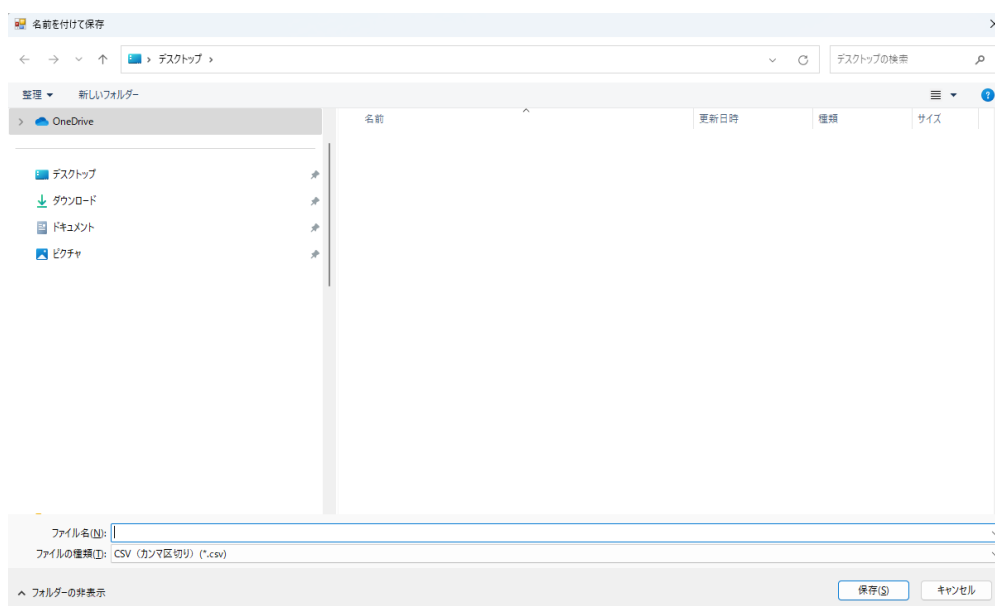 名前を付けて保存
デスクトップ
デスクトップの検索
整理 新しいフォルダー
OneDrive
名前 更新日時 種類 サイズ
デスクトップ
ダウンロード
ドキュメント
ピクチャ
ファイル名(N):
ファイルの種類(T): CSV (カンマ区切り) (*.csv)
フォルダーの非表示
保存(S) キャンセル